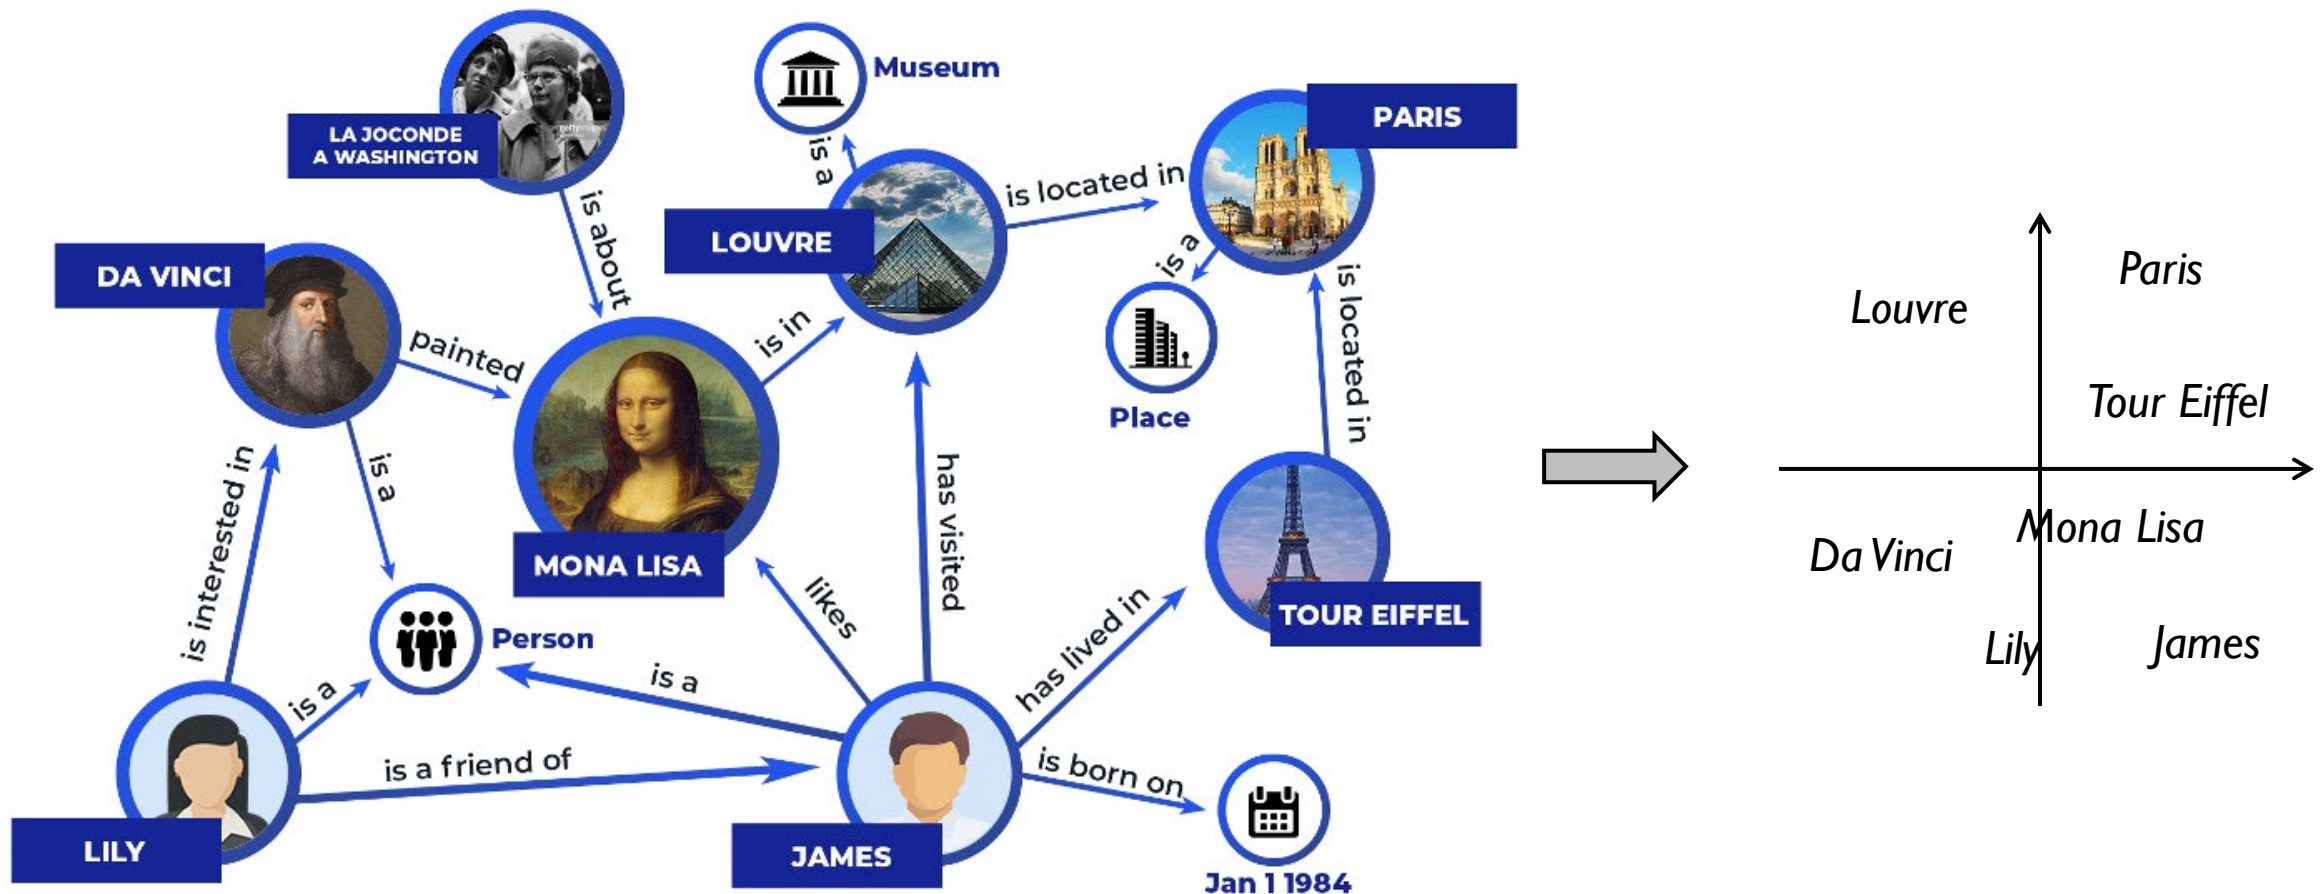 LA JOCONDE
A WASHINGTON
gettyimages
Museum
PARIS
is a
is located in
is about
LOUVRE
DA VINCI
is a
is located in
painted
is in
Place
is interested in
is a
has visited
MONA LISA
likes
has lived in
TOUR EIFFEL
Person
is a
is a
is a friend of
is born on
LILY
JAMES
Jan 1 1984
Paris
Louvre
Tour Eiffel
Mona Lisa
Da Vinci
Lily
James